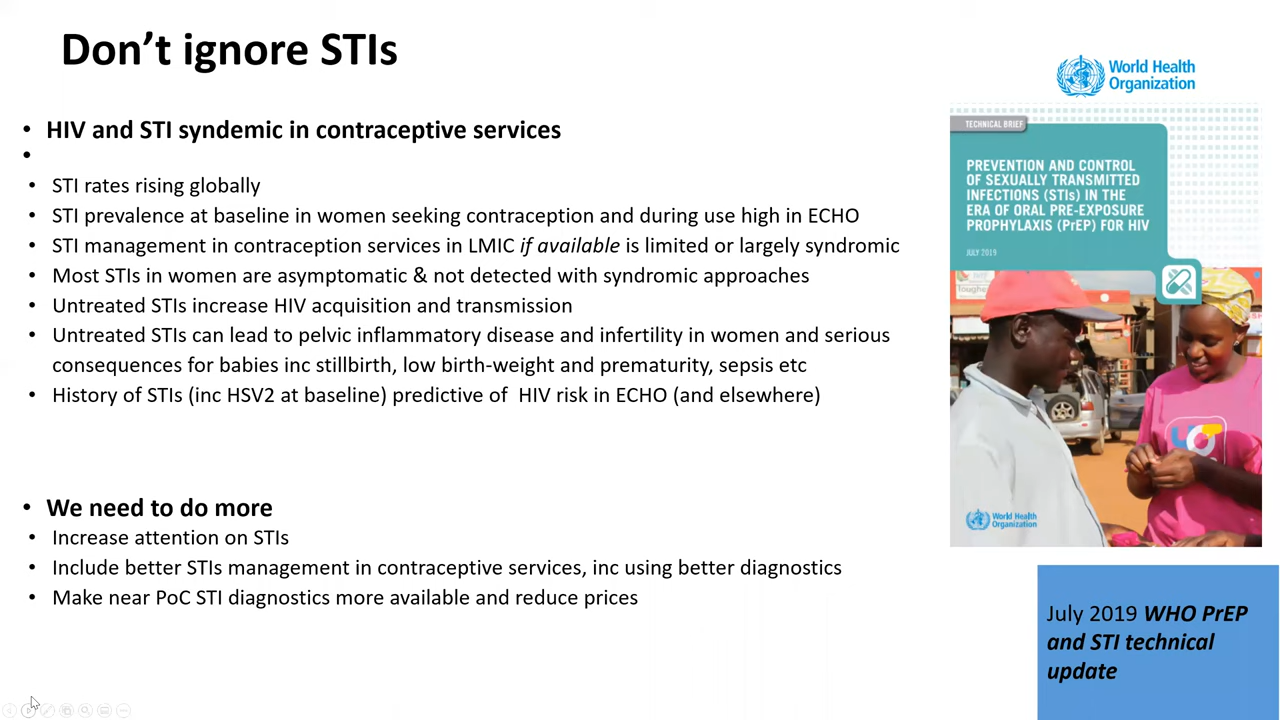 Don’t ignore STIs
• HIV and STI syndemic in contraceptive services
•
• STI rates rising globally
• STI prevalence at baseline in women seeking contraception and during use high in ECHO
• STI management in contraception services in LMIC if available is limited or largely syndromic
• Most STIs in women are asymptomatic & not detected with syndromic approaches
• Untreated STIs increase HIV acquisition and transmission
• Untreated STIs can lead to pelvic inflammatory disease and infertility in women and serious
consequences for babies inc stillbirth, low birth-weight and prematurity, sepsis etc
• History of STIs (inc HSV2 at baseline) predictive of  HIV risk in ECHO (and elsewhere)
• We need to do more
• Increase attention on STIs
• Include better STIs management in contraceptive services, inc using better diagnostics
• Make near PoC STI diagnostics more available and reduce prices
World Health
Organization
TECHNICAL BRIEF
PREVENTION AND CONTROL
OF SEXUALLY TRANSMITTED
INFECTIONS (STIs) IN THE
ERA OF ORAL PRE-EXPOSURE
PROPHYLAXIS (PrEP) FOR HIV
JULY 2019
World Health
Organization
July 2019 WHO PrEP
and STI technical
update